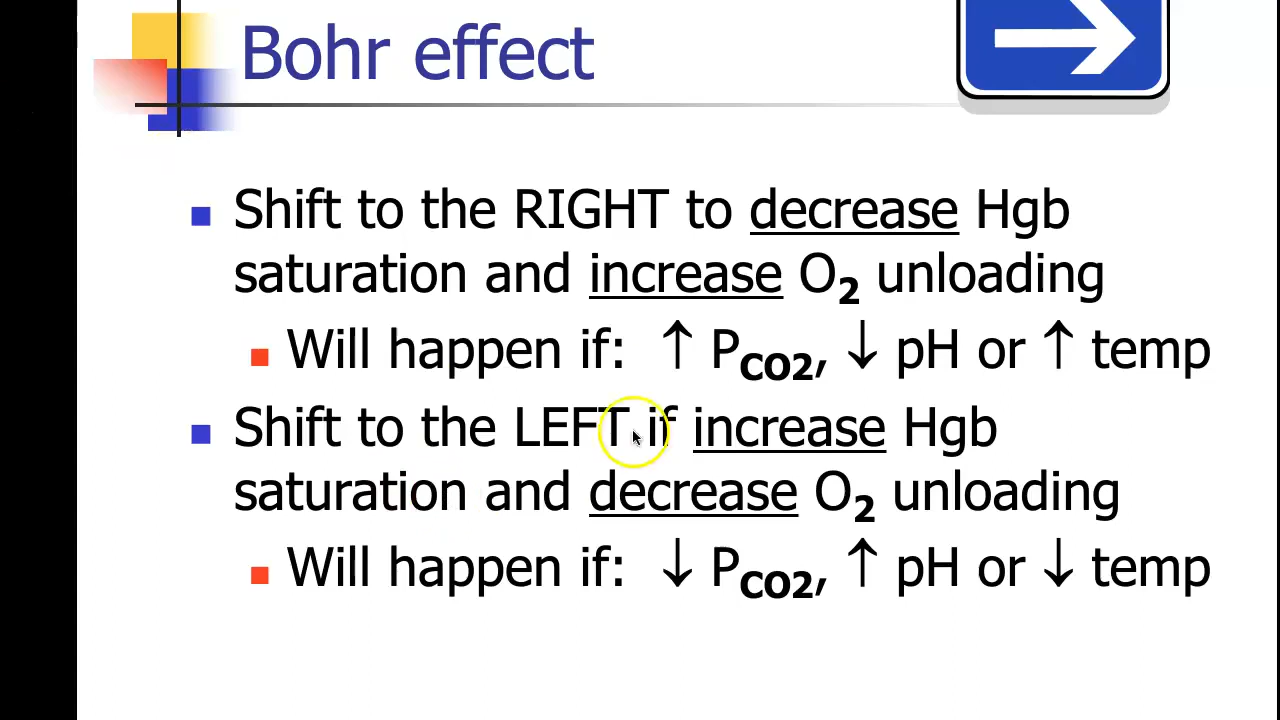 Bohr effect
Shift to the RIGHT to decrease Hgb
saturation and increase O₂ unloading
Will happen if: ↑ PCO2, ↓ pH or ↑ temp
Shift to the LEFT if increase Hgb
saturation and decrease O₂ unloading
Will happen if: ↓ PCO2, ↑ pH or ↓ temp